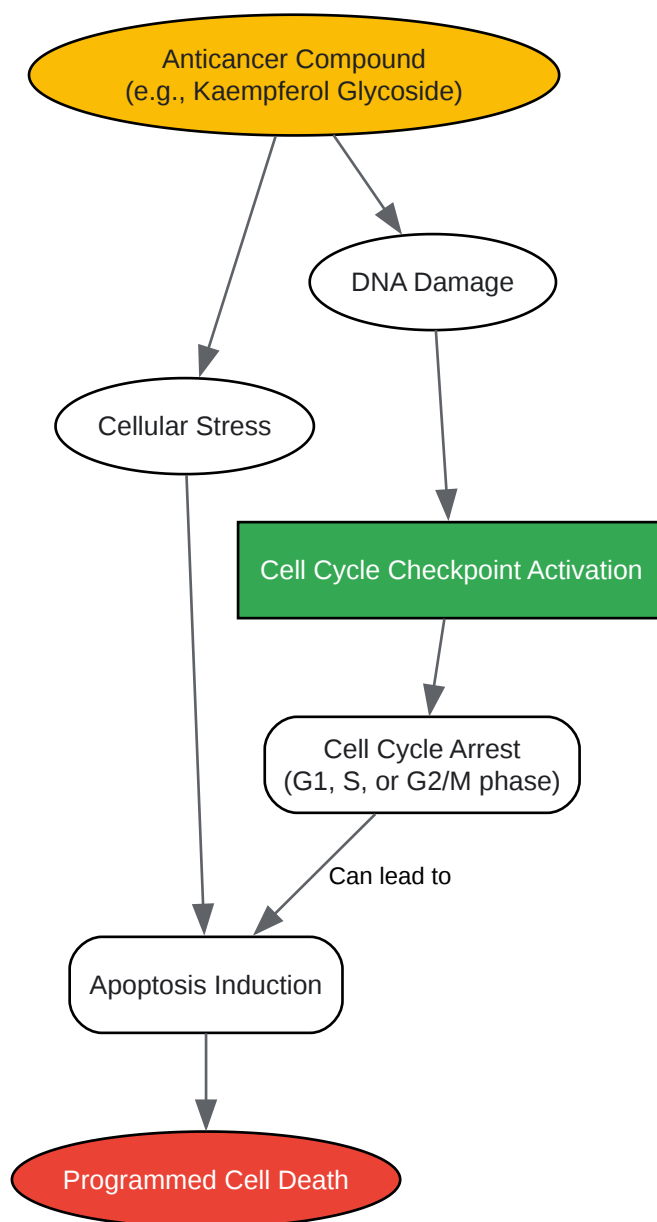 Anticancer Compound
(e.g., Kaempferol Glycoside)
DNA Damage
Cellular Stress
Cell Cycle Checkpoint Activation
Cell Cycle Arrest
(G1, S, or G2/M phase)
Can lead to
Apoptosis Induction
Programmed Cell Death